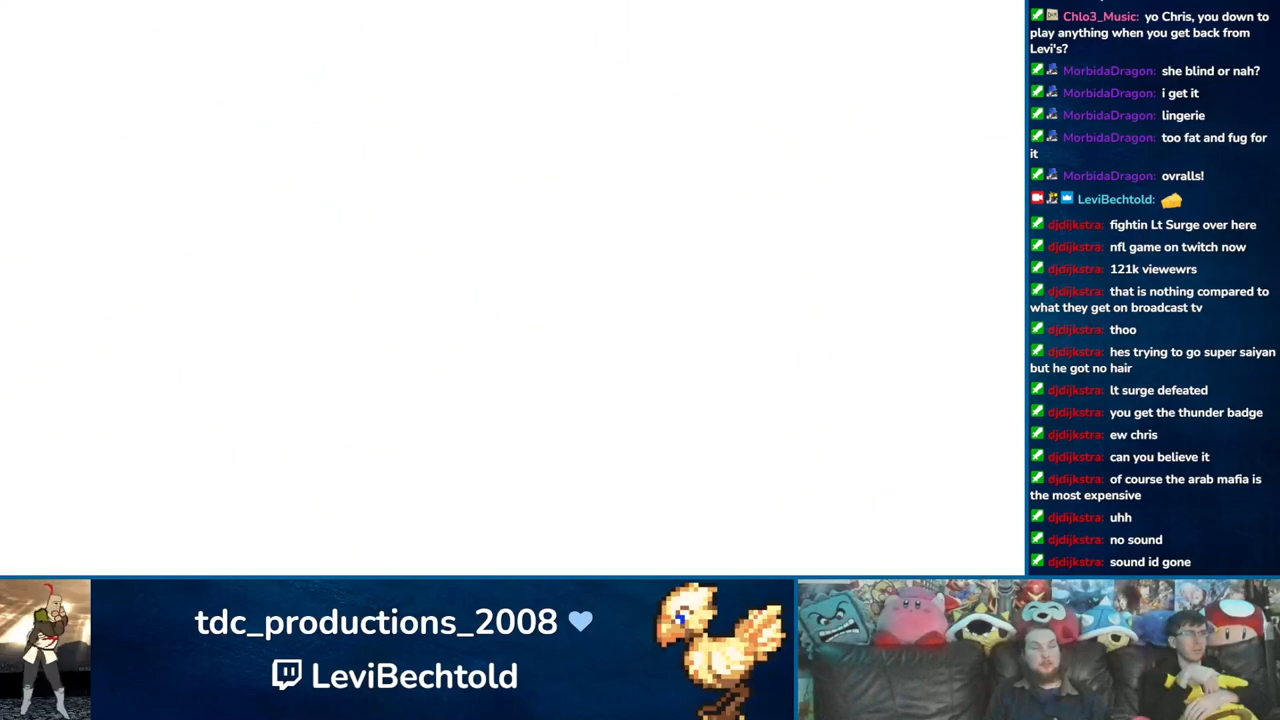 Chlo3_Music: yo Chris, you down to
play anything when you get back from
Levi's?
MorbidaDragon: she blind or nah?
MorbidaDragon: i get it
MorbidaDragon: lingerie
MorbidaDragon: too fat and fug for
it
MorbidaDragon: ovralls!
LeviBechtold:
djdijkstra: fightin Lt Surge over here
djdijkstra: nfl game on twitch now
djdijkstra: 121k viewewrs
djdijkstra: that is nothing compared to
what they get on broadcast tv
djdijkstra: thoo
djdijkstra: hes trying to go super saiyan
but he got no hair
djdijkstra: lt surge defeated
djdijkstra: you get the thunder badge
djdijkstra: ew chris
djdijkstra: can you believe it
djdijkstra: of course the arab mafia is
the most expensive
djdijkstra: uhh
djdijkstra: no sound
djdijkstra: sound id gone
tdc_productions_2008
LeviBechtold